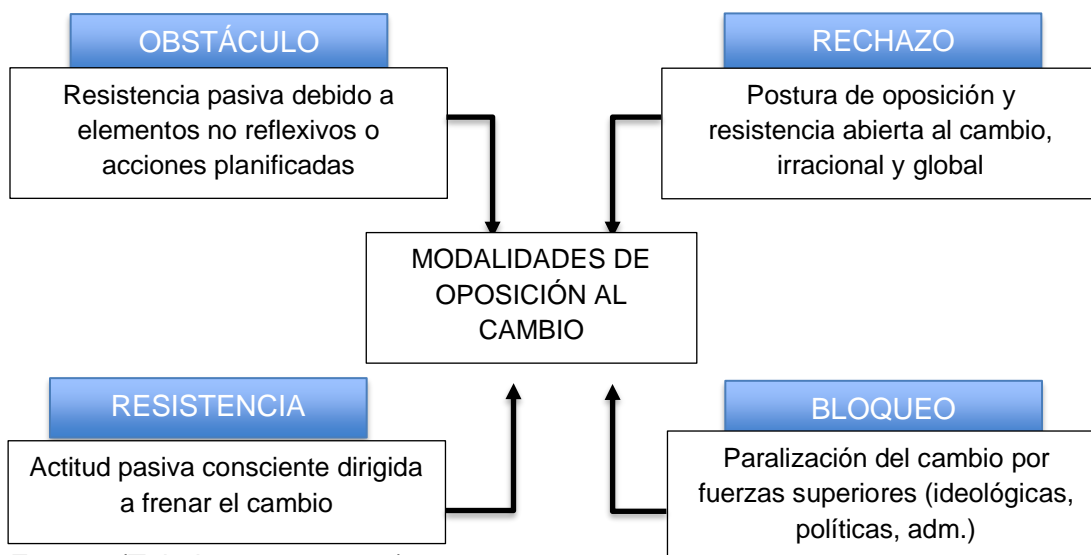 OBSTÁCULO
Resistencia pasiva debido a
elementos no reflexivos o
acciones planificadas
RECHAZO
Postura de oposición y
resistencia abierta al cambio,
irracional y global
MODALIDADES DE
OPOSICIÓN AL
CAMBIO
RESISTENCIA
Actitud pasiva consciente dirigida
a frenar el cambio
BLOQUEO
Paralización del cambio por
fuerzas superiores (ideológicas,
políticas, adm.)